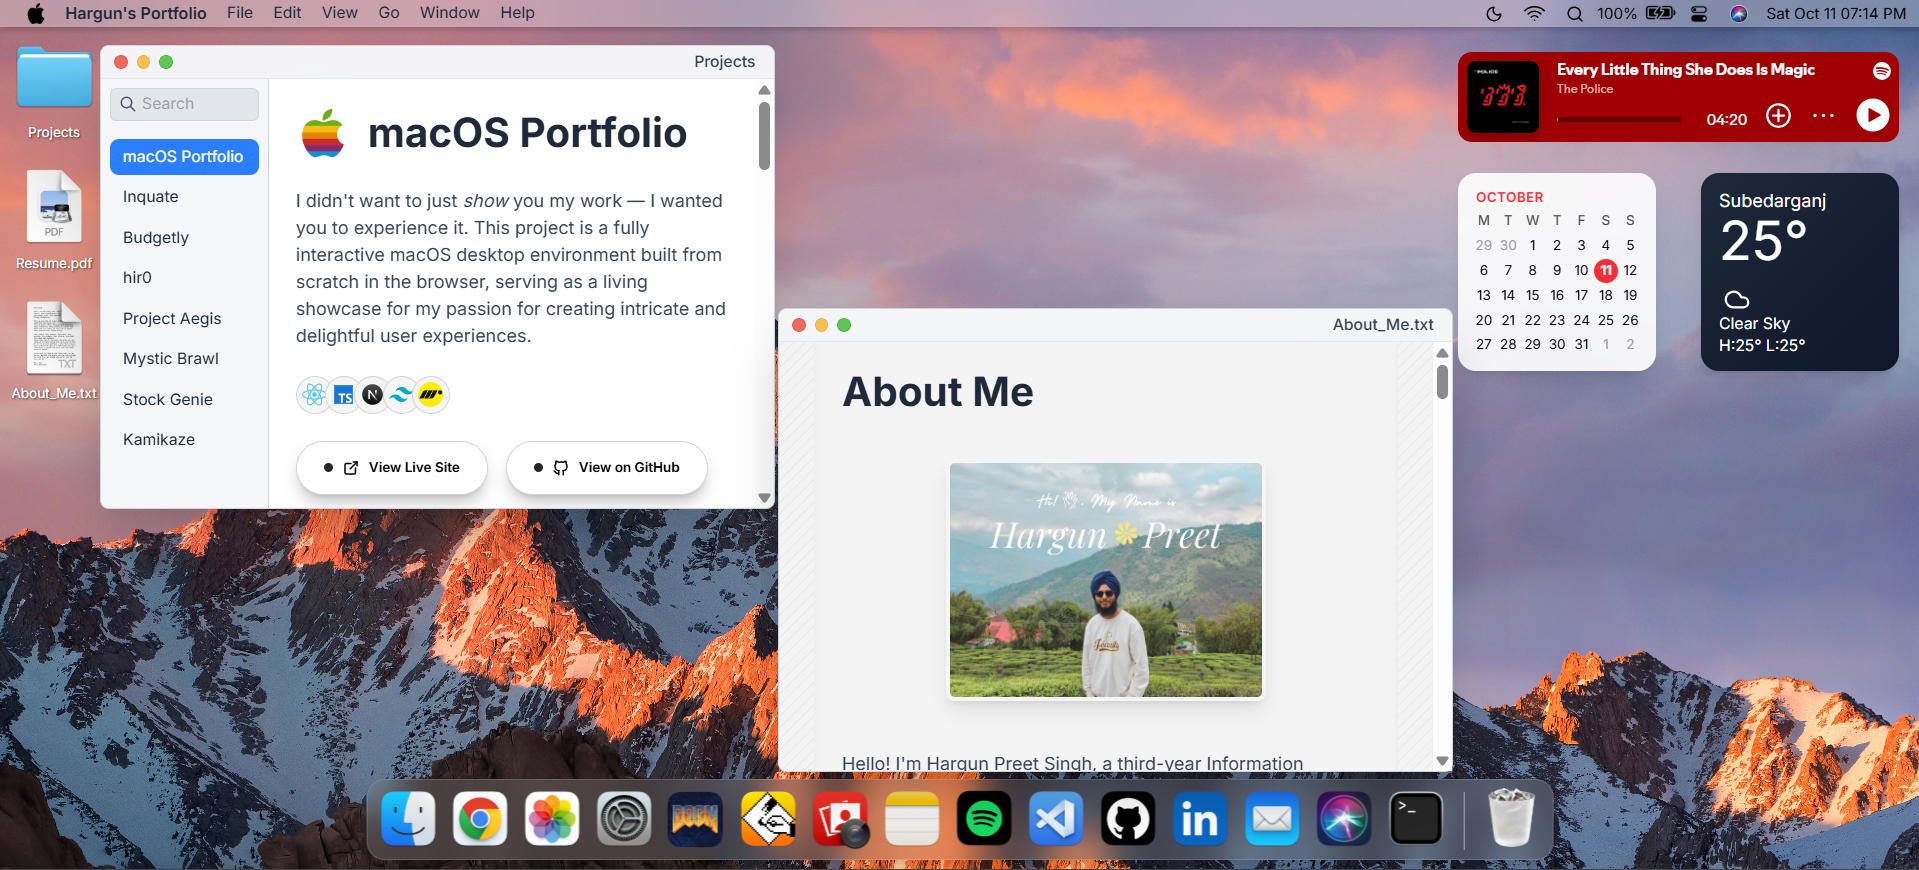 Hargun's Portfolio File Edit View Go Window Help
100% Sat Oct 11 07:14 PM
Projects
Resume.pdf
PDF
About_Me.txt
TXT
Projects
Search
macOS Portfolio
Inquate
Budgetly
hir0
Project Aegis
Mystic Brawl
Stock Genie
Kamikaze
macOS Portfolio
I didn't want to just show you my work — I wanted
you to experience it. This project is a fully
interactive macOS desktop environment built from
scratch in the browser, serving as a living
showcase for my passion for creating intricate and
delightful user experiences.
TS
N
View Live Site
View on GitHub
About_Me.txt
About Me
Hi! . My Name is
Hargun Preet
Hello! I'm Hargun Preet Singh, a third-year Information
Every Little Thing She Does Is Magic
The Police
04:20
OCTOBER
M T W T F S S
29 30 1 2 3 4 5
6 7 8 9 10 11 12
13 14 15 16 17 18 19
20 21 22 23 24 25 26
27 28 29 30 31 1 2
Subedarganj
25°
Clear Sky
H:25° L:25°
DOOM
in
>_